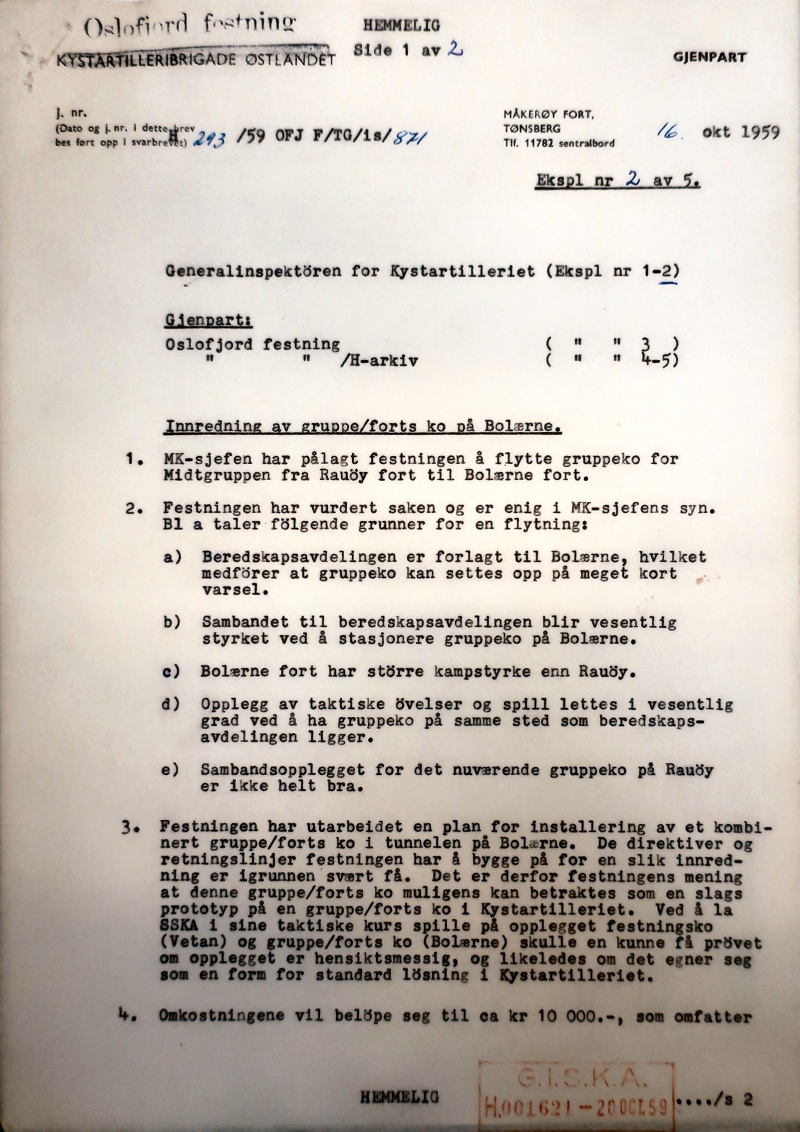 Oslofjord festning
HEMMELIG
KYSTARTILLERIBRIGADE ØSTLANDET
Side 1 av 2
GJENPART
J. nr.
(Dato og j. nr. i dette brev
bes ført opp i svarbrevet)
H 293 /59 OFJ F/TG/is/871
MÅKERØY FORT,
TØNSBERG
Tlf. 11782 sentralbord
16. okt 1959
Ekspl nr 2 av 5.
Generalinspektören for Kystartilleriet (Ekspl nr 1-2)
Gjenpart:
Oslofjord festning ( " " 3 )
" " /H-arkiv ( " " 4-5)
Innredning av gruppe/forts ko på Bolærne.
1. MK-sjefen har pålagt festningen å flytte gruppeko for
Midtgruppen fra Rauöy fort til Bolærne fort.
2. Festningen har vurdert saken og er enig i MK-sjefens syn.
Bl a taler fölgende grunner for en flytning:
a) Beredskapsavdelingen er forlagt til Bolærne, hvilket
medförer at gruppeko kan settes opp på meget kort
varsel.
b) Sambandet til beredskapsavdelingen blir vesentlig
styrket ved å stasjonere gruppeko på Bolærne.
c) Bolærne fort har större kampstyrke enn Rauöy.
d) Opplegg av taktiske övelser og spill lettes i vesentlig
grad ved å ha gruppeko på samme sted som beredskaps-
avdelingen ligger.
e) Sambandsopplegget for det nuværende gruppeko på Rauöy
er ikke helt bra.
3. Festningen har utarbeidet en plan for installering av et kombi-
nert gruppe/forts ko i tunnelen på Bolærne. De direktiver og
retningslinjer festningen har å bygge på for en slik innred-
ning er igrunnen svært få. Det er derfor festningens mening
at denne gruppe/forts ko muligens kan betraktes som en slags
prototyp på en gruppe/forts ko i Kystartilleriet. Ved å la
SSKA i sine taktiske kurs spille på opplegget festningsko
(Vetan) og gruppe/forts ko (Bolærne) skulle en kunne få prövet
om opplegget er hensiktsmessig, og likeledes om det egner seg
som en form for standard lösning i Kystartilleriet.
4. Omkostningene vil belöpe seg til ca kr 10 000.-, som omfatter
G.I.S.K.A.
HEMMELIG
H.001621 - 20 OCT. 59
..../s 2